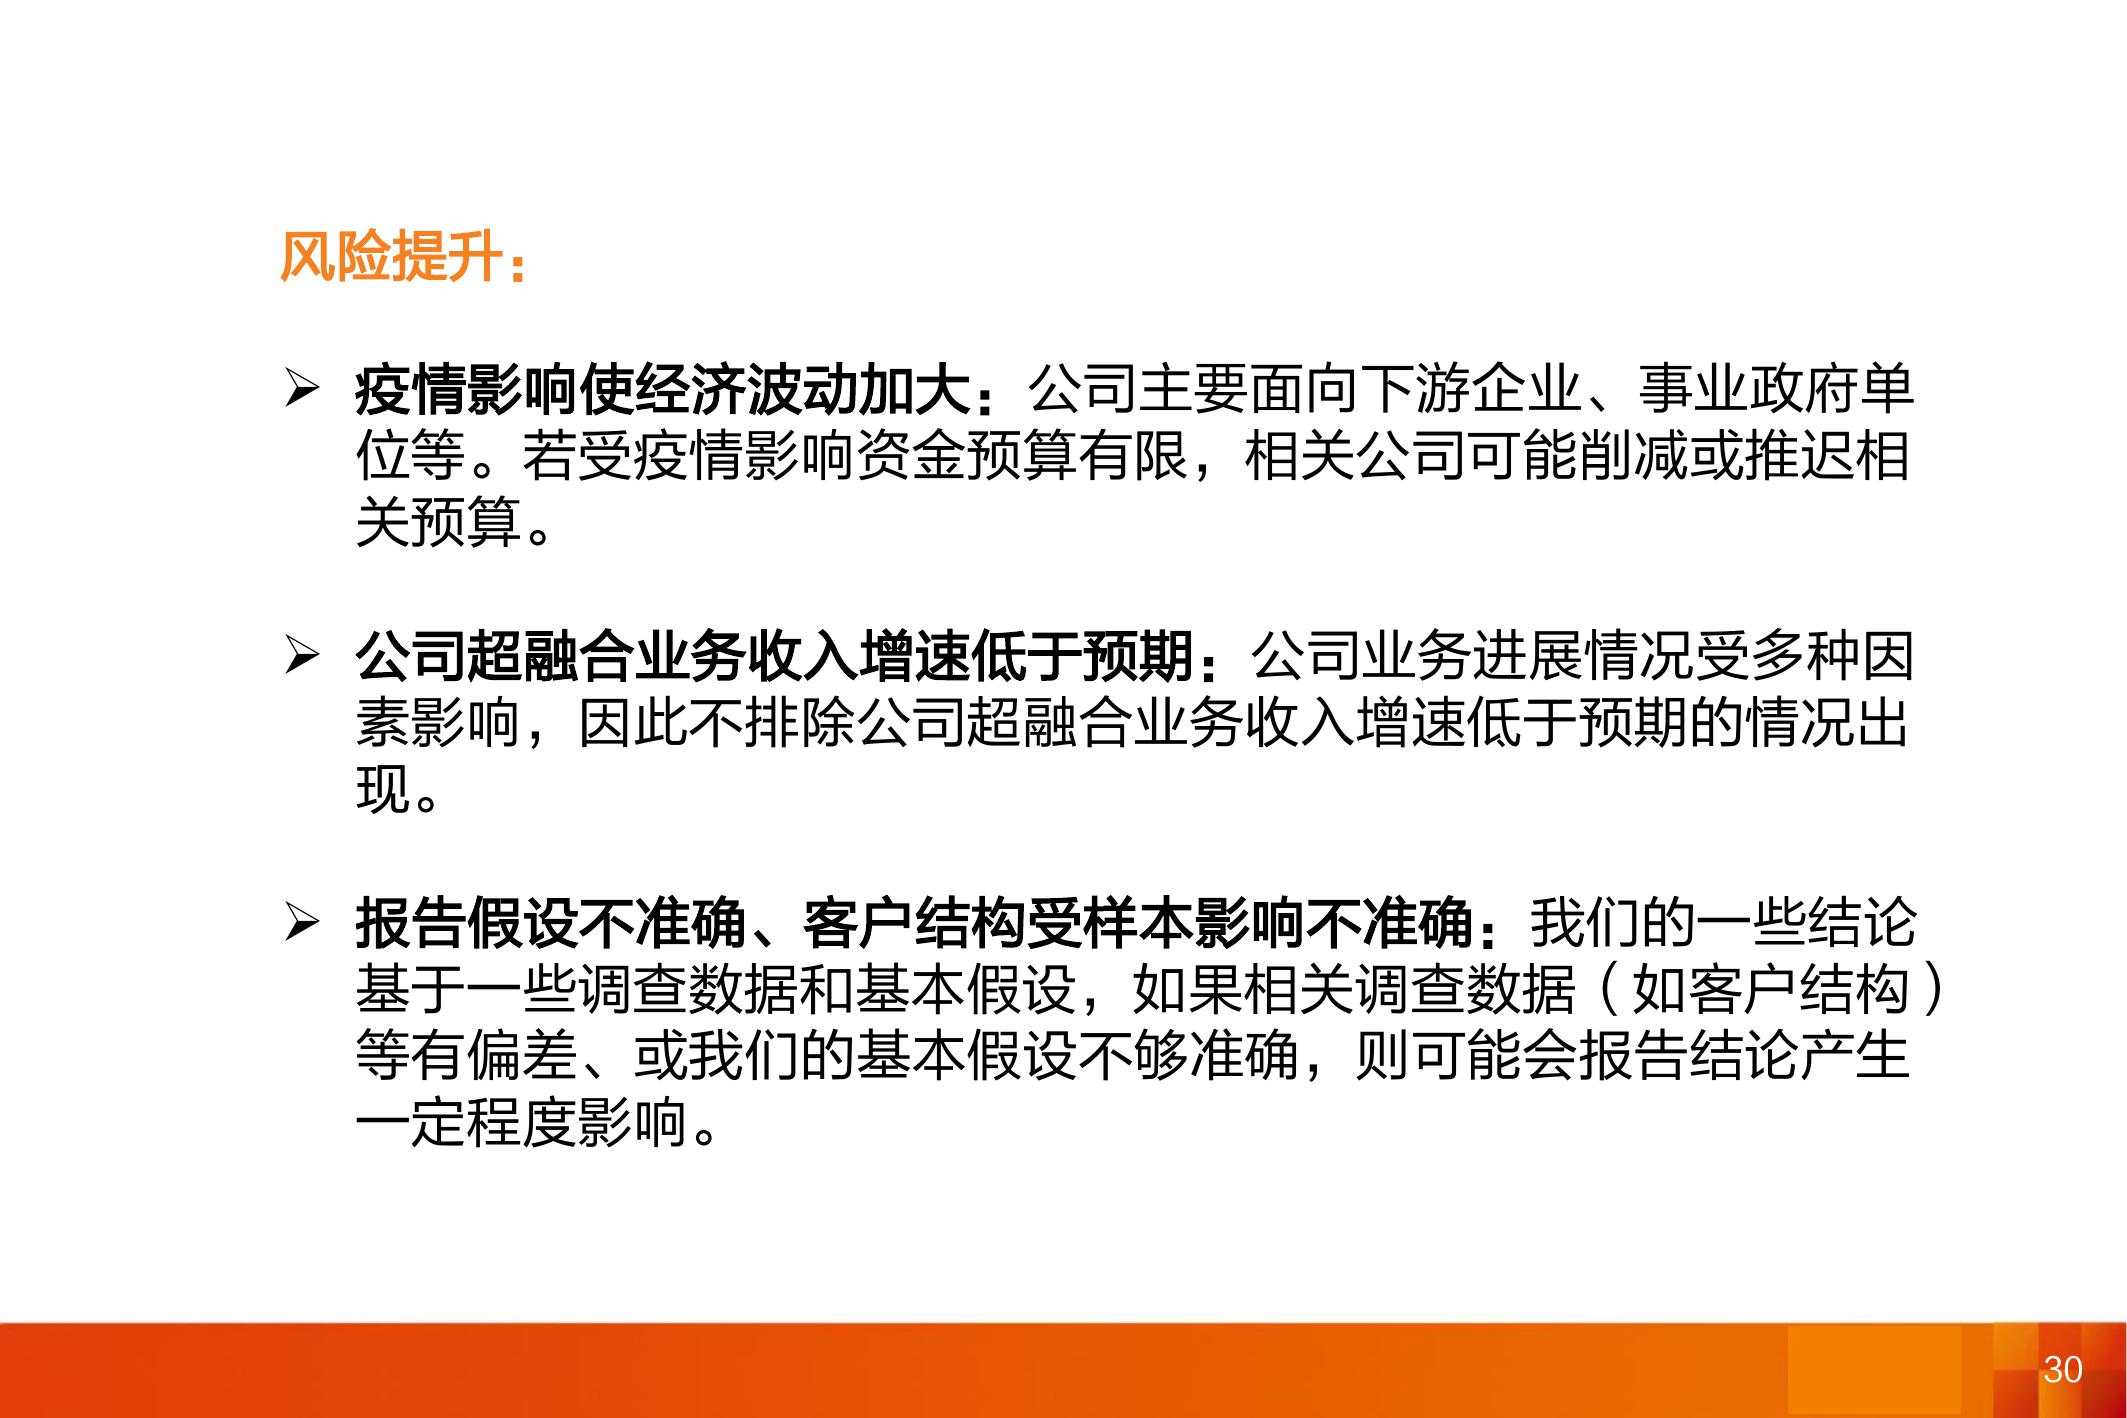 风险提升：
➢ 疫情影响使经济波动加大：公司主要面向下游企业、事业政府单
位等。若受疫情影响资金预算有限，相关公司可能削减或推迟相
关预算。
➢ 公司超融合业务收入增速低于预期：公司业务进展情况受多种因
素影响，因此不排除公司超融合业务收入增速低于预期的情况出
现。
➢ 报告假设不准确、客户结构受样本影响不准确：我们的一些结论
基于一些调查数据和基本假设，如果相关调查数据（如客户结构）
等有偏差、或我们的基本假设不够准确，则可能会报告结论产生
一定程度影响。
30